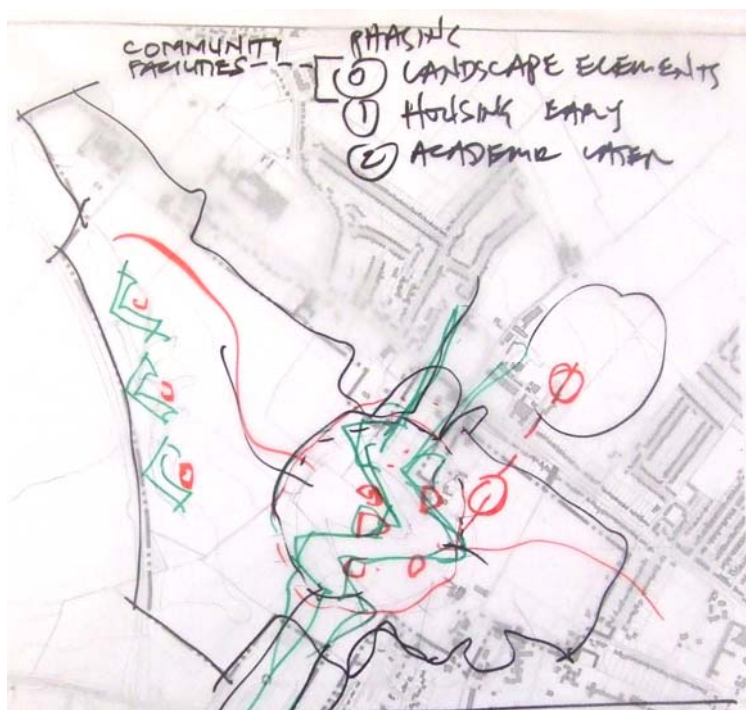 PHASING
COMMUNITY FACILITIES
0 LANDSCAPE ELEMENTS
1 HOUSING EARLY
2 ACADEMIC LATER